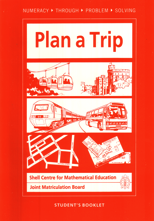 NUMERACY • THROUGH • PROBLEM • SOLVING
Plan a Trip
Shell Centre for Mathematical Education
Joint Matriculation Board
STUDENT'S BOOKLET